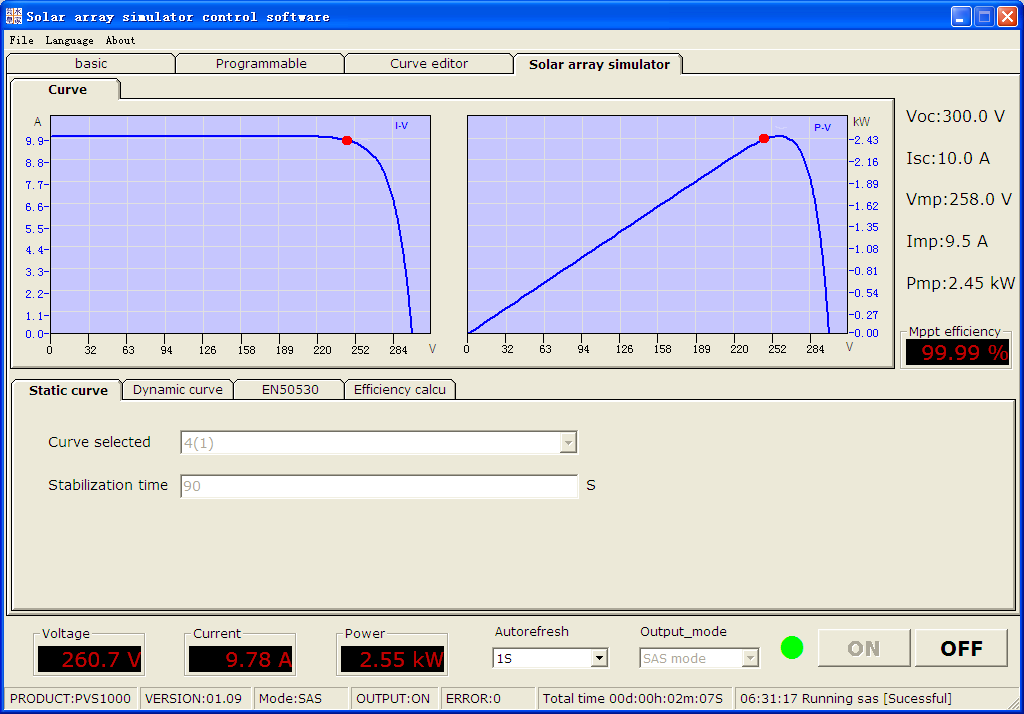 Solar array simulator control software
File Language About
basic Programmable Curve editor Solar array simulator
Curve
A I-V
9.9
8.8
7.7
6.6
5.5
4.4
3.3
2.2
1.1
0.0
0 32 63 94 126 158 189 220 252 284 V
P-V kW
2.43
2.16
1.89
1.62
1.35
1.08
0.81
0.54
0.27
0.00
0 32 63 94 126 158 189 220 252 284 V
Voc:300.0 V
Isc:10.0 A
Vmp:258.0 V
Imp:9.5 A
Pmp:2.45 kW
Mppt efficiency
99.99 %
Static curve Dynamic curve EN50530 Efficiency calcu
Curve selected 4(1)
Stabilization time 90 S
Voltage Current Power Autorefresh Output_mode
260.7 V 9.78 A 2.55 kW 1S SAS mode ON OFF
PRODUCT:PVS1000 VERSION:01.09 Mode:SAS OUTPUT:ON ERROR:0 Total time 00d:00h:02m:07S 06:31:17 Running sas [Sucessful]